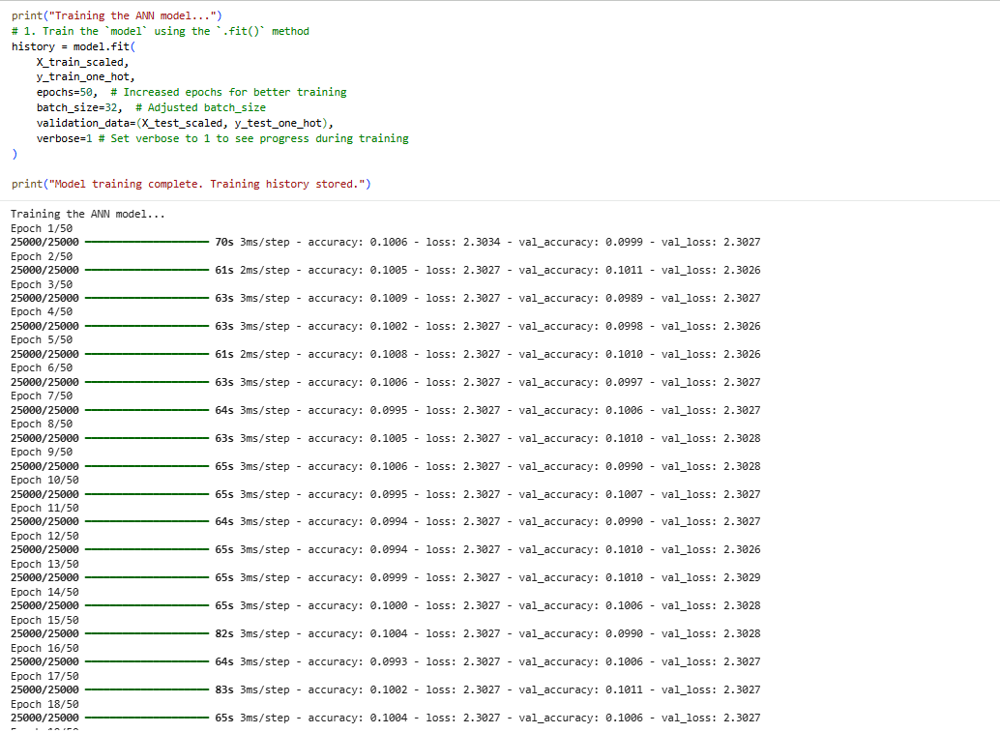 print("Training the ANN model...")
# 1. Train the `model` using the `.fit()` method
history = model.fit(
    X_train_scaled,
    y_train_one_hot,
    epochs=50,  # Increased epochs for better training
    batch_size=32,  # Adjusted batch_size
    validation_data=(X_test_scaled, y_test_one_hot),
    verbose=1 # Set verbose to 1 to see progress during training
)
print("Model training complete. Training history stored.")
Training the ANN model...
Epoch 1/50
25000/25000 70s 3ms/step - accuracy: 0.1006 - loss: 2.3034 - val_accuracy: 0.0999 - val_loss: 2.3027
Epoch 2/50
25000/25000 61s 2ms/step - accuracy: 0.1005 - loss: 2.3027 - val_accuracy: 0.1011 - val_loss: 2.3026
Epoch 3/50
25000/25000 63s 3ms/step - accuracy: 0.1009 - loss: 2.3027 - val_accuracy: 0.0989 - val_loss: 2.3027
Epoch 4/50
25000/25000 63s 3ms/step - accuracy: 0.1002 - loss: 2.3027 - val_accuracy: 0.0998 - val_loss: 2.3026
Epoch 5/50
25000/25000 61s 2ms/step - accuracy: 0.1008 - loss: 2.3027 - val_accuracy: 0.1010 - val_loss: 2.3026
Epoch 6/50
25000/25000 63s 3ms/step - accuracy: 0.1006 - loss: 2.3027 - val_accuracy: 0.0997 - val_loss: 2.3027
Epoch 7/50
25000/25000 64s 3ms/step - accuracy: 0.0995 - loss: 2.3027 - val_accuracy: 0.1006 - val_loss: 2.3027
Epoch 8/50
25000/25000 63s 3ms/step - accuracy: 0.1005 - loss: 2.3027 - val_accuracy: 0.1010 - val_loss: 2.3028
Epoch 9/50
25000/25000 65s 3ms/step - accuracy: 0.1006 - loss: 2.3027 - val_accuracy: 0.0990 - val_loss: 2.3028
Epoch 10/50
25000/25000 65s 3ms/step - accuracy: 0.0995 - loss: 2.3027 - val_accuracy: 0.1007 - val_loss: 2.3027
Epoch 11/50
25000/25000 64s 3ms/step - accuracy: 0.0994 - loss: 2.3027 - val_accuracy: 0.0990 - val_loss: 2.3027
Epoch 12/50
25000/25000 65s 3ms/step - accuracy: 0.0994 - loss: 2.3027 - val_accuracy: 0.1010 - val_loss: 2.3026
Epoch 13/50
25000/25000 65s 3ms/step - accuracy: 0.0999 - loss: 2.3027 - val_accuracy: 0.1010 - val_loss: 2.3029
Epoch 14/50
25000/25000 65s 3ms/step - accuracy: 0.1000 - loss: 2.3027 - val_accuracy: 0.1006 - val_loss: 2.3028
Epoch 15/50
25000/25000 82s 3ms/step - accuracy: 0.1004 - loss: 2.3027 - val_accuracy: 0.0990 - val_loss: 2.3028
Epoch 16/50
25000/25000 64s 3ms/step - accuracy: 0.0993 - loss: 2.3027 - val_accuracy: 0.1006 - val_loss: 2.3027
Epoch 17/50
25000/25000 83s 3ms/step - accuracy: 0.1002 - loss: 2.3027 - val_accuracy: 0.1011 - val_loss: 2.3027
Epoch 18/50
25000/25000 65s 3ms/step - accuracy: 0.1004 - loss: 2.3027 - val_accuracy: 0.1006 - val_loss: 2.3027